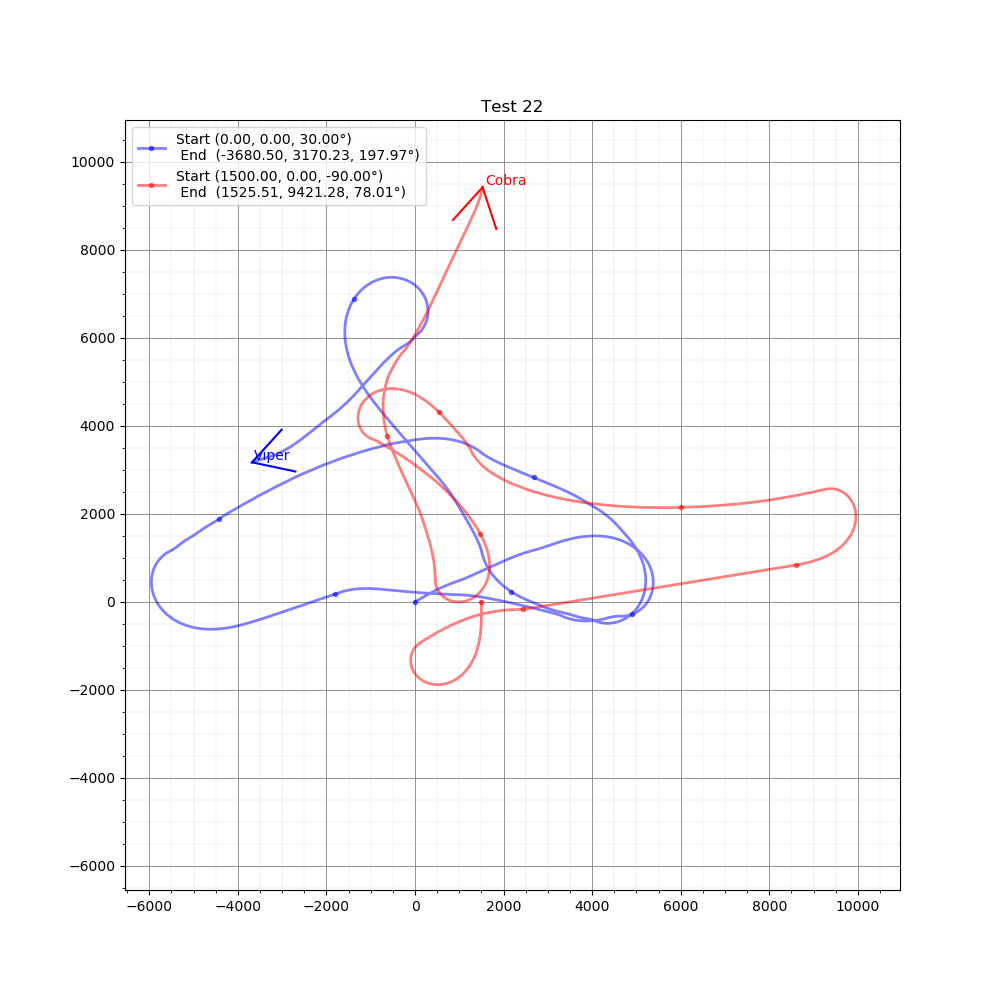 Test 22
Start (0.00, 0.00, 30.00°)
End (-3680.50, 3170.23, 197.97°)
Start (1500.00, 0.00, -90.00°)
End (1525.51, 9421.28, 78.01°)
Cobra
Viper
10000
8000
6000
4000
2000
0
−2000
−4000
−6000
−6000 −4000 −2000 0 2000 4000 6000 8000 10000